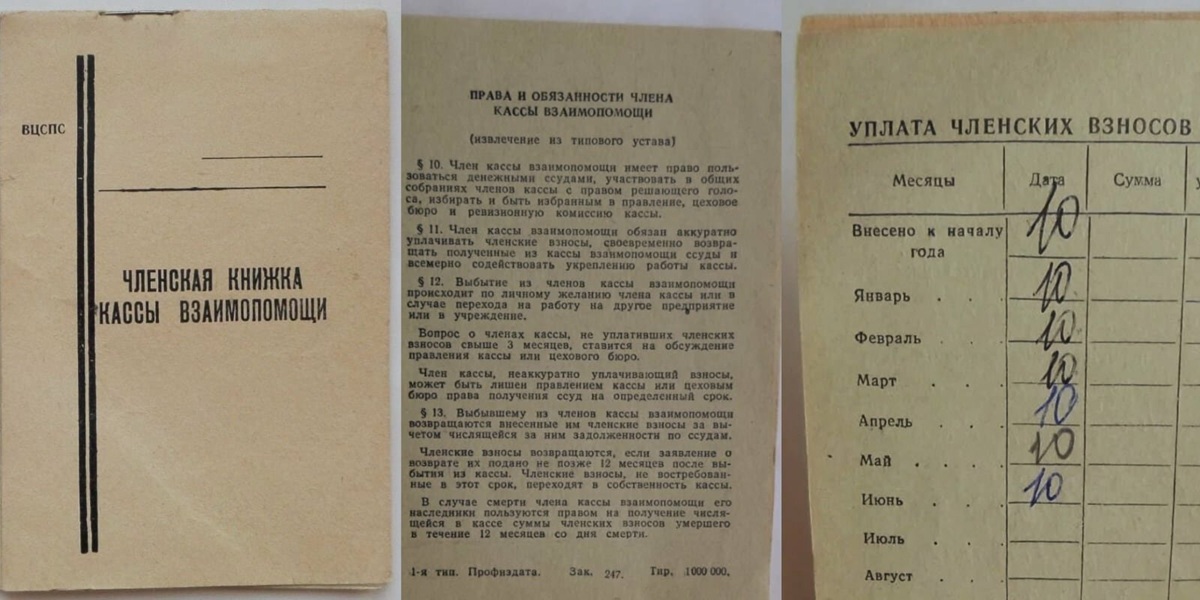 ВЦСПС
ЧЛЕНСКАЯ КНИЖКА
КАССЫ ВЗАИМОПОМОЩИ
ПРАВА И ОБЯЗАННОСТИ ЧЛЕНА
КАССЫ ВЗАИМОПОМОЩИ
(извлечение из типового устава)
§ 10. Член кассы взаимопомощи имеет право поль-
зоваться денежными ссудами, участвовать в общих
собраниях членов кассы с правом решающего голо-
са, избирать и быть избранным в правление, цеховое
бюро и ревизионную комиссию кассы.
§ 11. Член кассы взаимопомощи обязан аккуратно
уплачивать членские взносы, своевременно возвра-
щать полученные из кассы взаимопомощи ссуды и
всемерно содействовать укреплению работы кассы.
§ 12. Выбытие из членов кассы взаимопомощи
происходит по личному желанию члена кассы или в
случае перехода на работу на другое предприятие
или в учреждение.
Вопрос о членах кассы, не уплативших членских
взносов свыше 3 месяцев, ставится на обсуждение
правления кассы или цехового бюро.
Член кассы, неаккуратно уплачивающий взносы,
может быть лишен правлением кассы или цеховым
бюро права получения ссуд на определенный срок.
§ 13. Выбывшему из членов кассы взаимопомощи
возвращаются внесенные им членские взносы за вы-
четом числящейся за ним задолженности по ссудам.
Членские взносы возвращаются, если заявление о
возврате их подано не позже 12 месяцев после вы-
бытия из кассы. Членские взносы, не востребован-
ные в этот срок, переходят в собственность кассы.
В случае смерти члена кассы взаимопомощи его
наследники пользуются правом на получение числя-
щейся в кассе суммы членских взносов умершего
в течение 12 месяцев со дня смерти.
1-я тип. Профиздата. Зак. 247. Тир. 1000 000.
УПЛАТА ЧЛЕНСКИХ ВЗНОСОВ
Месяцы Дата Сумма
Внесено к началу
года 10
Январь . . 10
Февраль . . 10
Март . . 10
Апрель . . 10
Май . . . . 10
Июнь . . . 10
Июль . . .
Август . . .